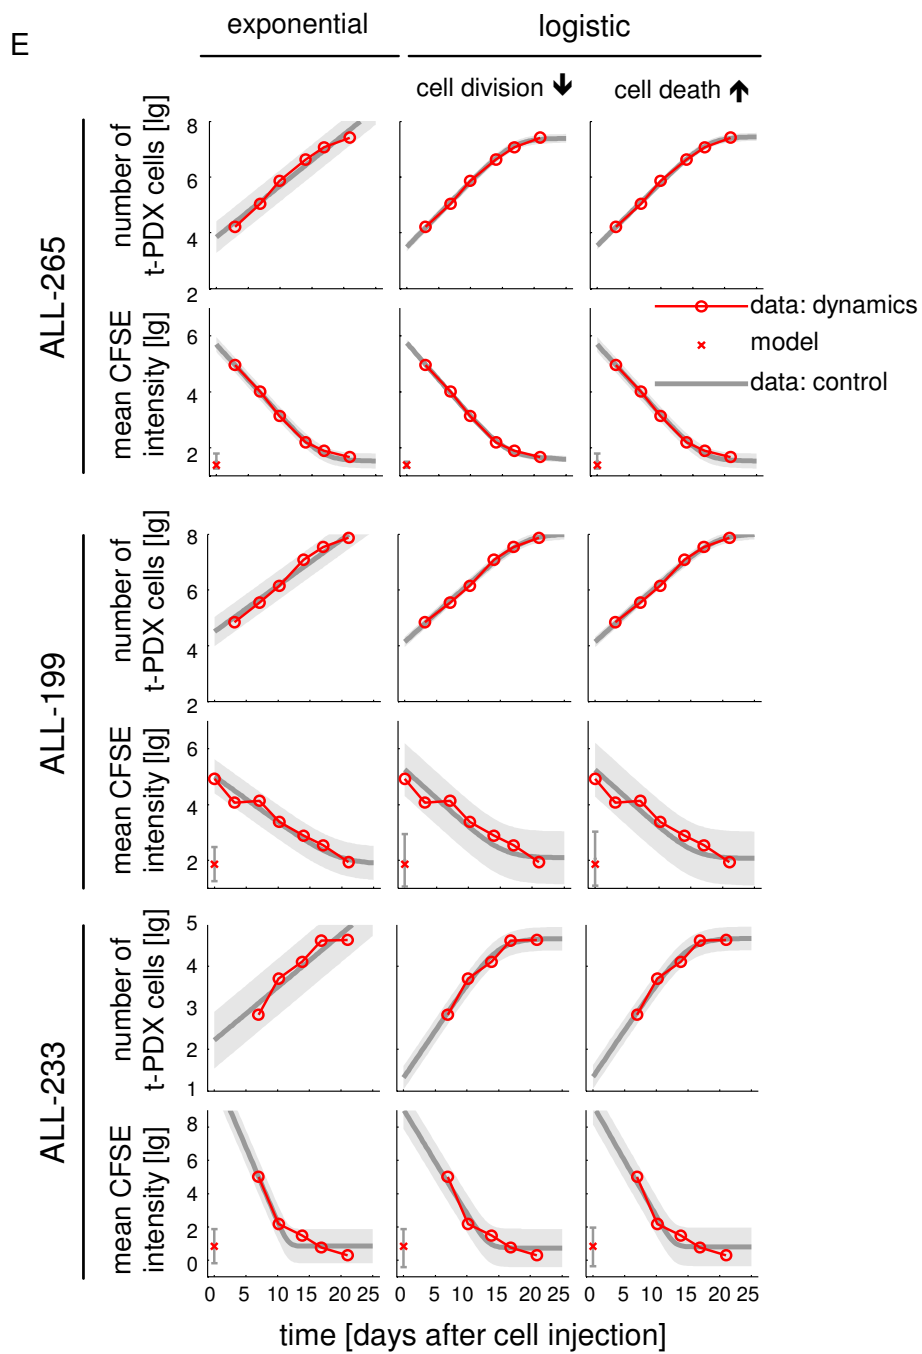 E
exponential
logistic
cell division ↓
cell death ↑
ALL-265
number of
t-PDX cells [lg]
8
6
4
2
mean CFSE
intensity [lg]
6
4
2
data: dynamics
model
data: control
ALL-199
number of
t-PDX cells [lg]
8
6
4
2
mean CFSE
intensity [lg]
6
4
2
ALL-233
number of
t-PDX cells [lg]
5
4
3
2
1
mean CFSE
intensity [lg]
8
6
4
2
0
0 5 10 15 20 25 0 5 10 15 20 25 0 5 10 15 20 25
time [days after cell injection]